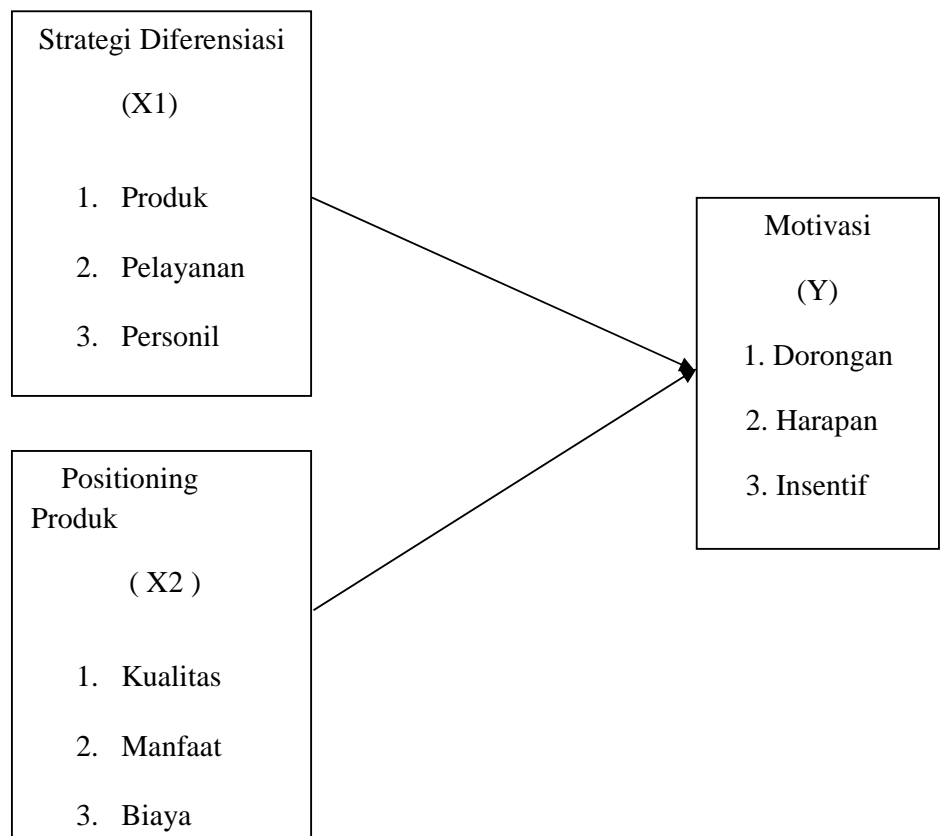 Strategi Diferensiasi
(X1)
1. Produk
2. Pelayanan
3. Personil
Positioning
Produk
( X2 )
1. Kualitas
2. Manfaat
3. Biaya
Motivasi
(Y)
1. Dorongan
2. Harapan
3. Insentif